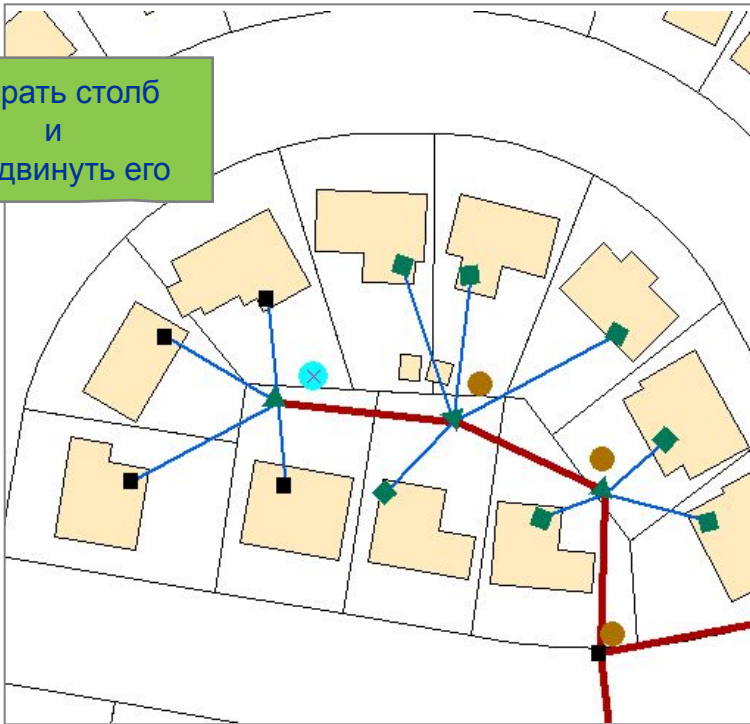 рать столб
и
двинуть его